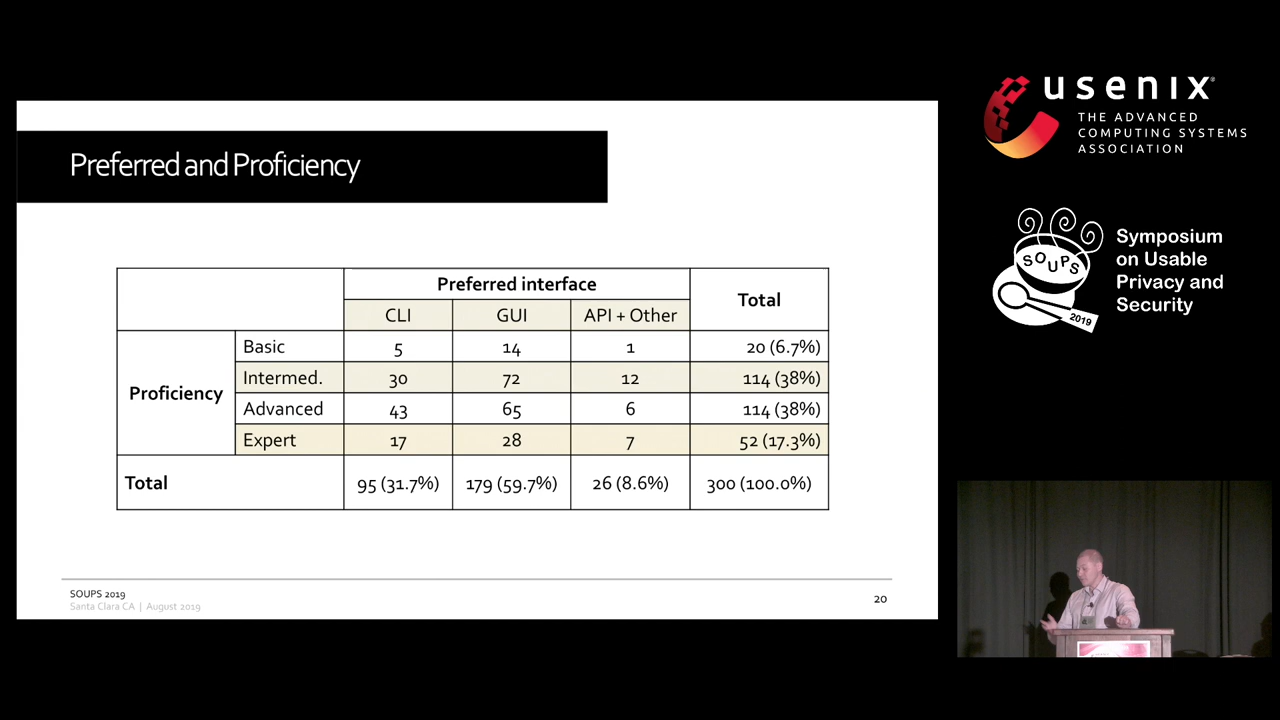 usenix
THE ADVANCED
COMPUTING SYSTEMS
ASSOCIATION
Preferred and Proficiency
SOUPS
2019
Symposium
on Usable
Privacy and
Security
Preferred interface
Total
CLI
GUI
API + Other
Proficiency
Basic
5
14
1
20 (6.7%)
Intermed.
30
72
12
114 (38%)
Advanced
43
65
6
114 (38%)
Expert
17
28
7
52 (17.3%)
Total
95 (31.7%)
179 (59.7%)
26 (8.6%)
300 (100.0%)
SOUPS 2019
Santa Clara CA | August 2019
20